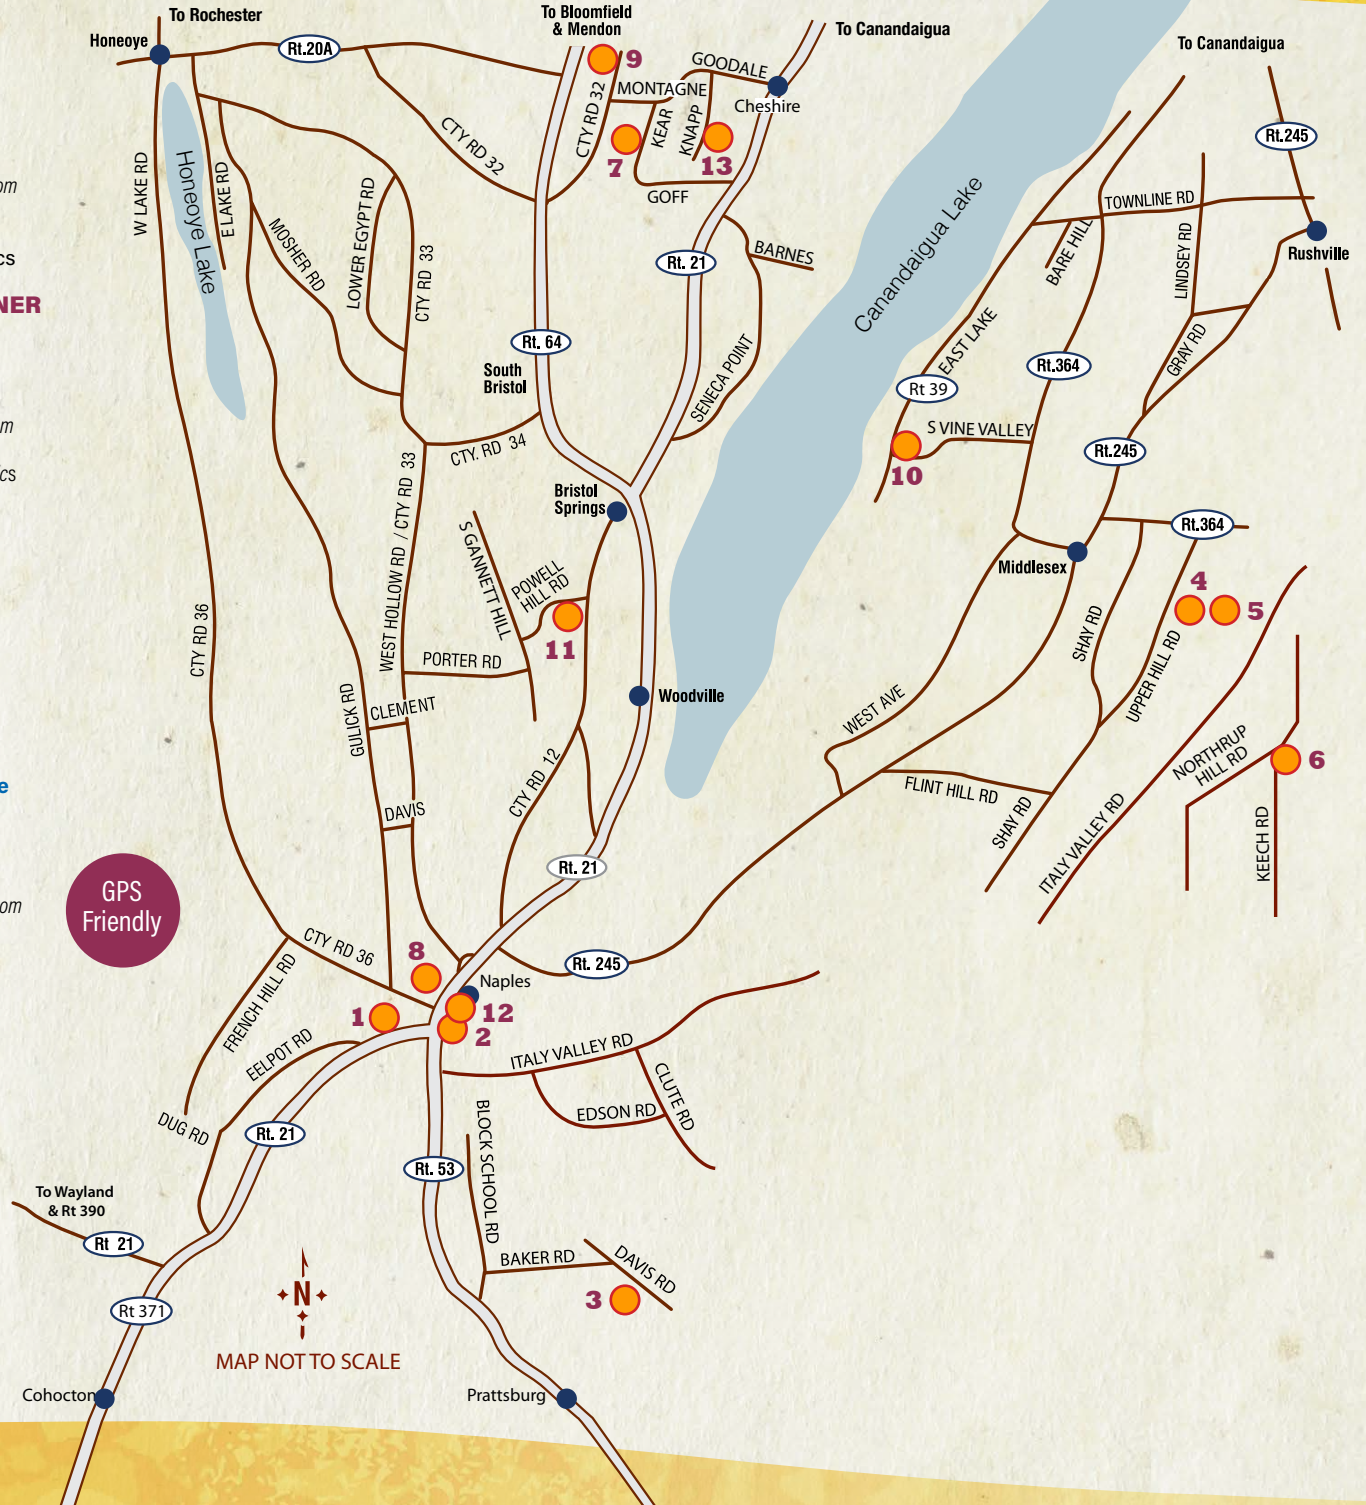 To Rochester
Honeoye
Rt.20A
To Bloomfield
& Mendon
9
To Canandaigua
GOODALE
MONTAGNE
Cheshire
CTY RD 32
CTY RD 32
KEAR
KNAPP
7
13
GOFF
To Canandaigua
Rt.245
W LAKE RD
Honeoye Lake
E LAKE RD
MOSHER RD
LOWER EGYPT RD
CTY RD 33
Rt. 21
BARNES
Canandaigua Lake
TOWNLINE RD
BARE HILL
LINDSEY RD
Rushville
om
cs
NER
m
cs
e
om
Rt. 64
South
Bristol
SENECA POINT
EAST LAKE
Rt 39
Rt.364
GRAY RD
S VINE VALLEY
10
Rt.245
CTY. RD 34
WEST HOLLOW RD / CTY RD 33
Bristol
Springs
S GANNETT HILL
POWELL
HILL RD
11
Rt.364
Middlesex
4
5
CTY RD 36
PORTER RD
SHAY RD
UPPER HILL RD
GULICK RD
CLEMENT
Woodville
WEST AVE
NORTHRUP
HILL RD
6
CTY RD 12
DAVIS
FLINT HILL RD
SHAY RD
ITALY VALLEY RD
KEECH RD
GPS
Friendly
Rt. 21
CTY RD 36
8
Rt. 245
FRENCH HILL RD
Naples
1
12
2
EELPOT RD
ITALY VALLEY RD
CLUTE RD
EDSON RD
DUG RD
Rt. 21
BLOCK SCHOOL RD
Rt. 53
To Wayland
& Rt 390
Rt 21
BAKER RD
DAVIS RD
3
N
Rt 371
MAP NOT TO SCALE
Cohocton
Prattsburg